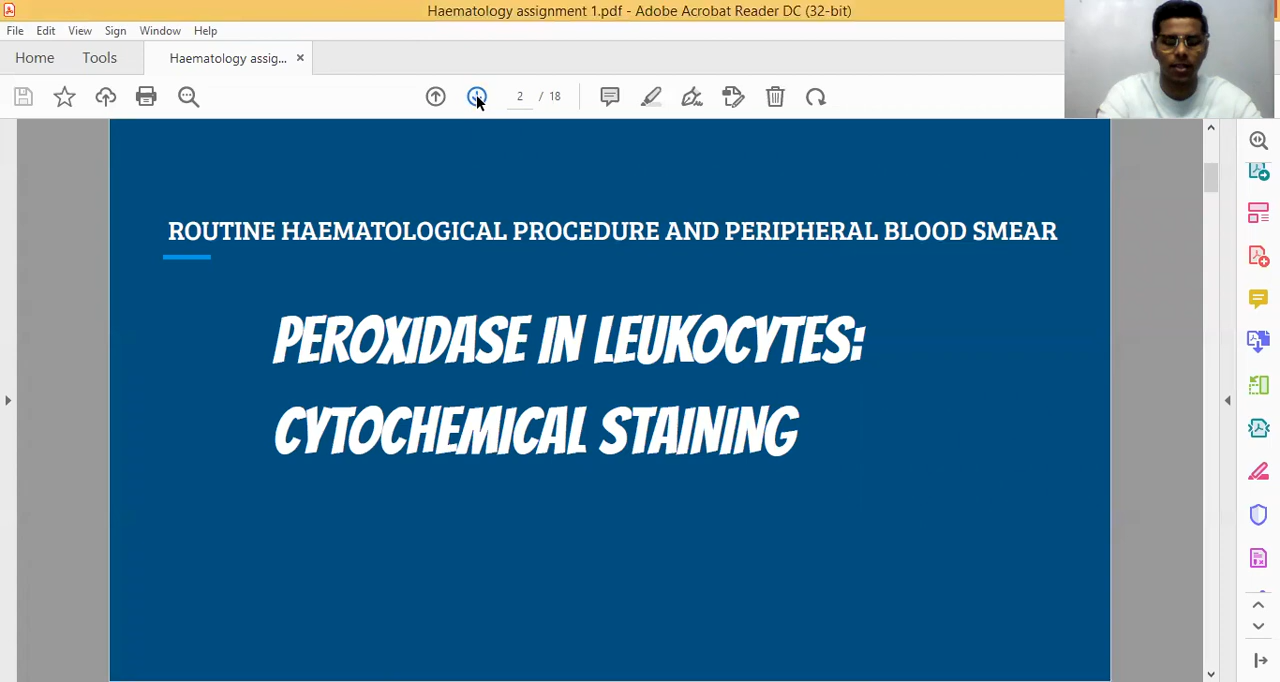 Haematology assignment 1.pdf - Adobe Acrobat Reader DC (32-bit)
File Edit View Sign Window Help
Home Tools Haematology assig... ×
2 / 18
ROUTINE HAEMATOLOGICAL PROCEDURE AND PERIPHERAL BLOOD SMEAR
PEROXIDASE IN LEUKOCYTES:
CYTOCHEMICAL STAINING